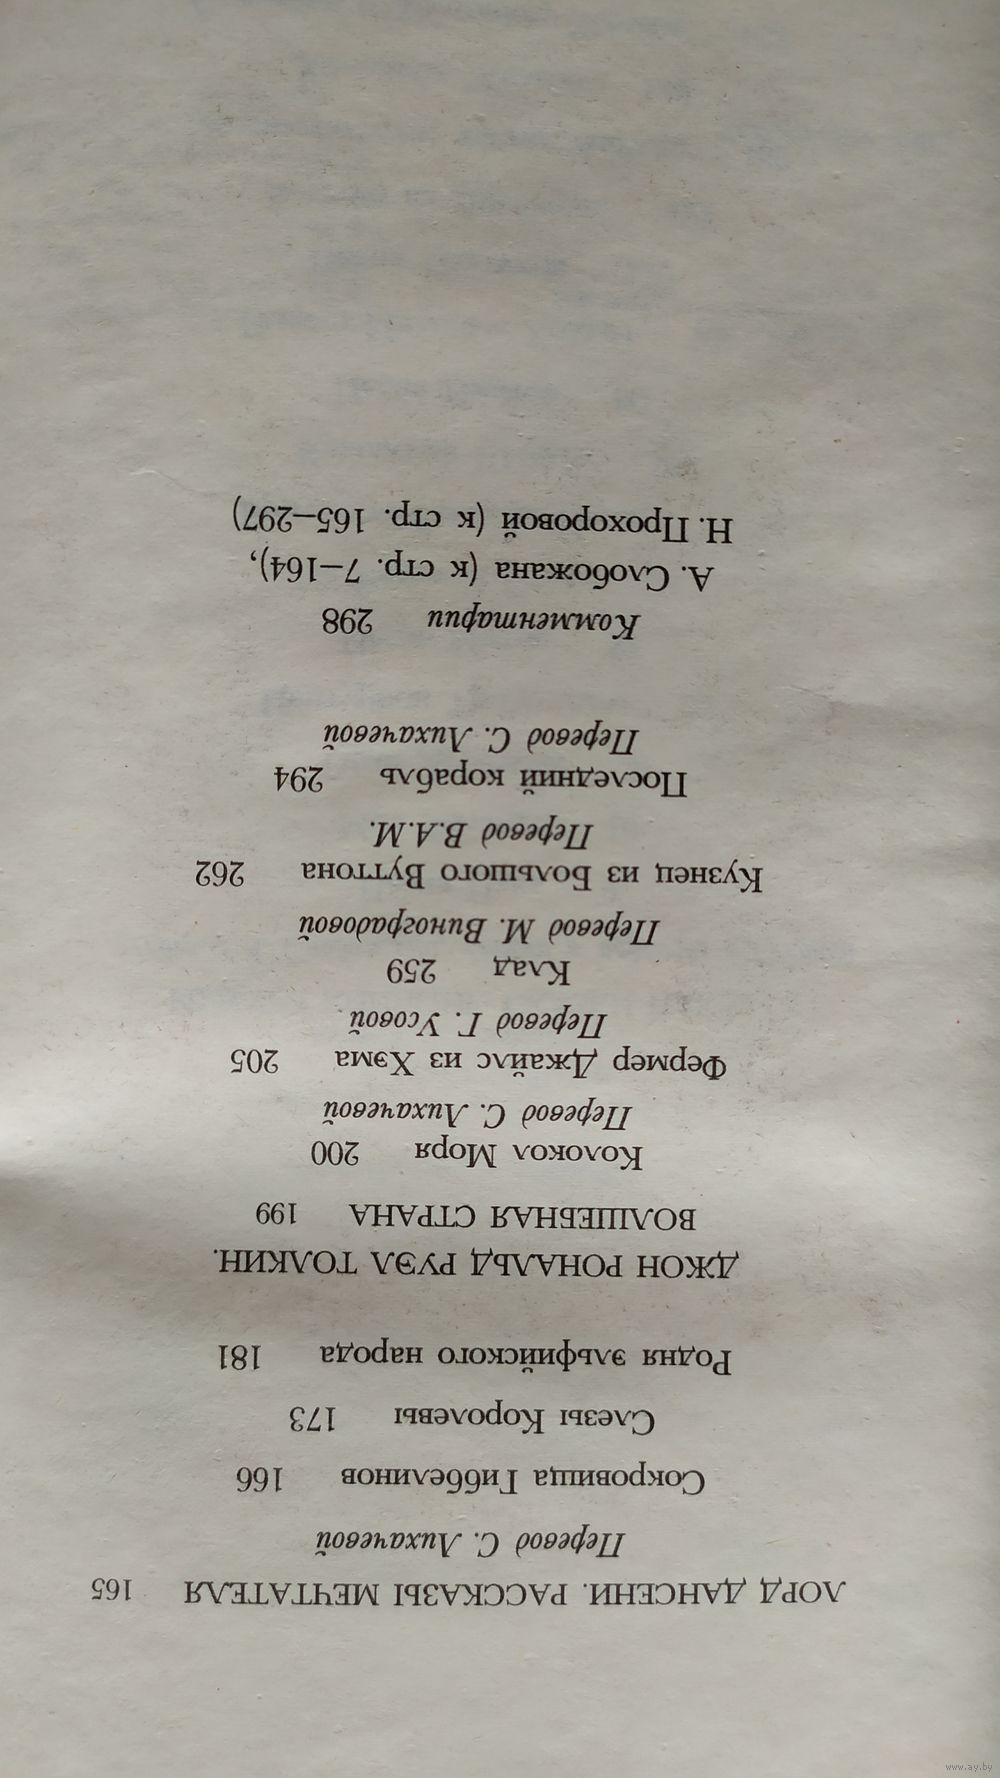 ЛОРД ДАНСЕНИ. РАССКАЗЫ МЕЧТАТЕЛЯ 165
Перевод С. Лихачевой
Сокровища Гиббелинов 166
Слезы Королевы 173
Родня эльфийского народа 181
ДЖОН РОНАЛЬД РУЭЛ ТОЛКИН.
ВОЛШЕБНАЯ СТРАНА 199
Колокол Моря 200
Перевод С. Лихачевой
Фермер Джайлс из Хэма 205
Перевод Г. Усовой
Клад 259
Перевод М. Виноградовой
Кузнец из Большого Вуттона 262
Перевод В.А.М.
Последний корабль 294
Перевод С. Лихачевой
Комментарии 298
А. Слобожана (к стр. 7—164),
Н. Прохоровой (к стр. 165—297)
www.ay.by